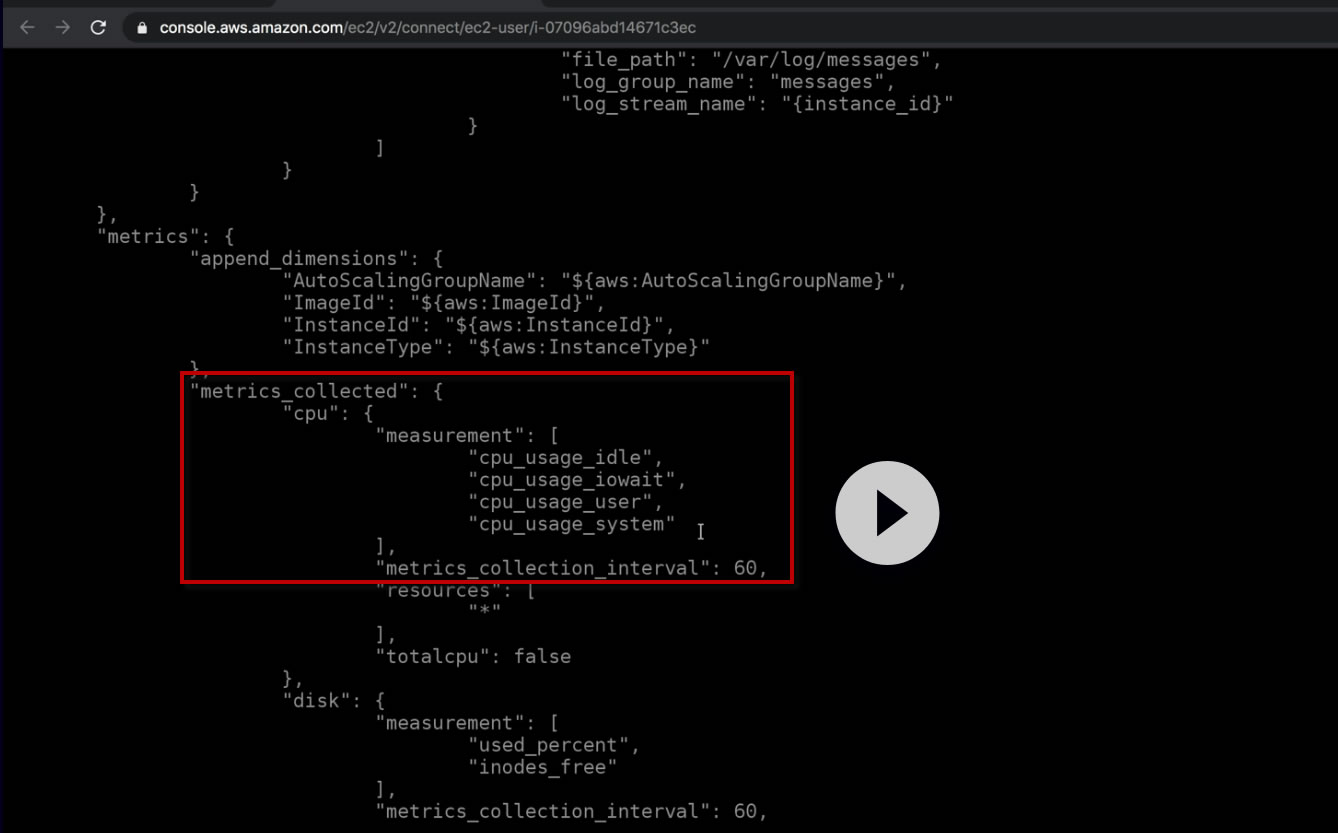 console.aws.amazon.com/ec2/v2/connect/ec2-user/i-07096abd14671c3ec
"file_path": "/var/log/messages",
"log_group_name": "messages",
"log_stream_name": "{instance_id}"
}
]
}
}
},
"metrics": {
"append_dimensions": {
"AutoScalingGroupName": "${aws:AutoScalingGroupName}",
"ImageId": "${aws:ImageId}",
"InstanceId": "${aws:InstanceId}",
"InstanceType": "${aws:InstanceType}"
},
"metrics_collected": {
"cpu": {
"measurement": [
"cpu_usage_idle",
"cpu_usage_iowait",
"cpu_usage_user",
"cpu_usage_system"
],
"metrics_collection_interval": 60,
"resources": [
"*"
],
"totalcpu": false
},
"disk": {
"measurement": [
"used_percent",
"inodes_free"
],
"metrics_collection_interval": 60,